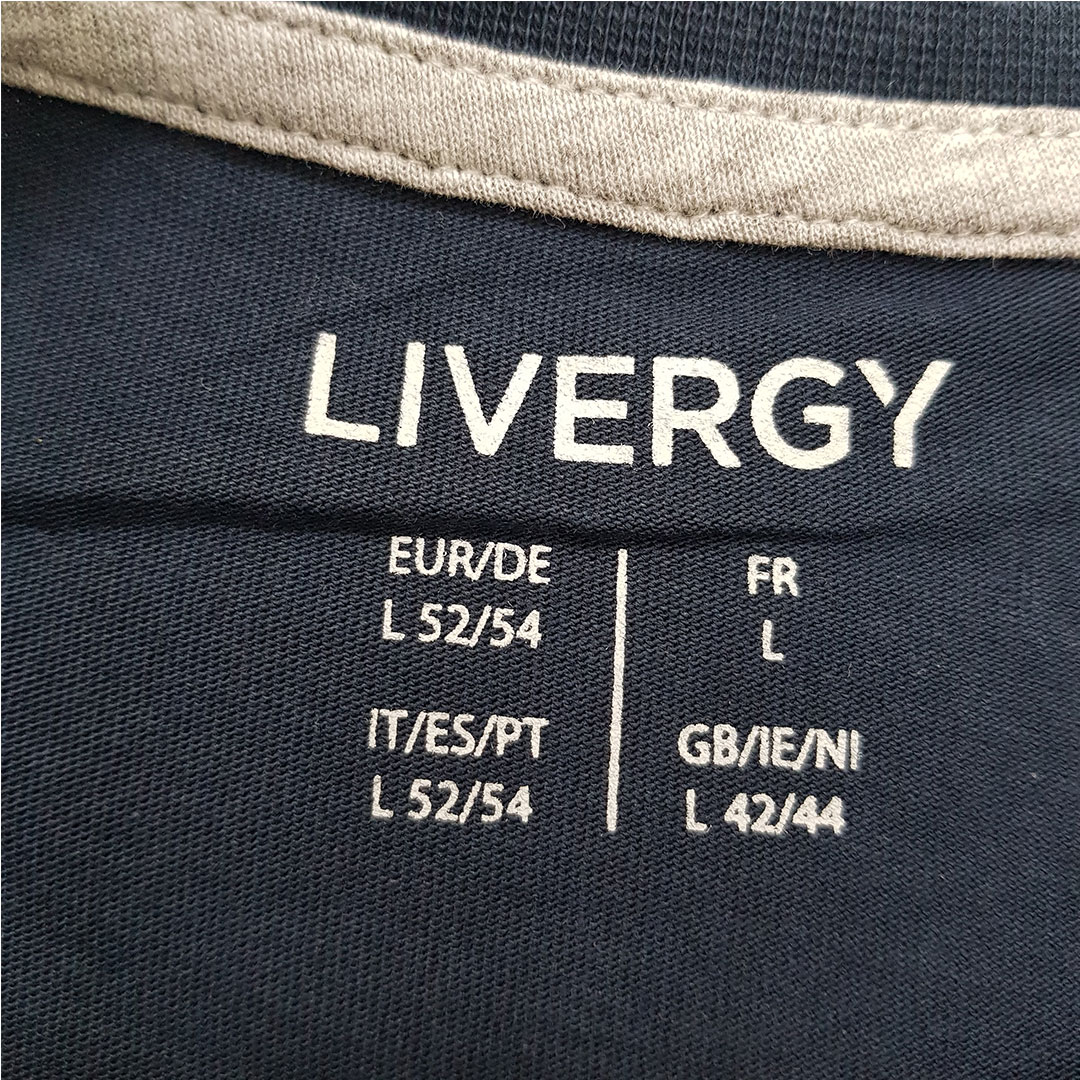 LIVERGY
EUR/DE
L 52/54
FR
L
IT/ES/PT
L 52/54
GB/IE/NI
L 42/44